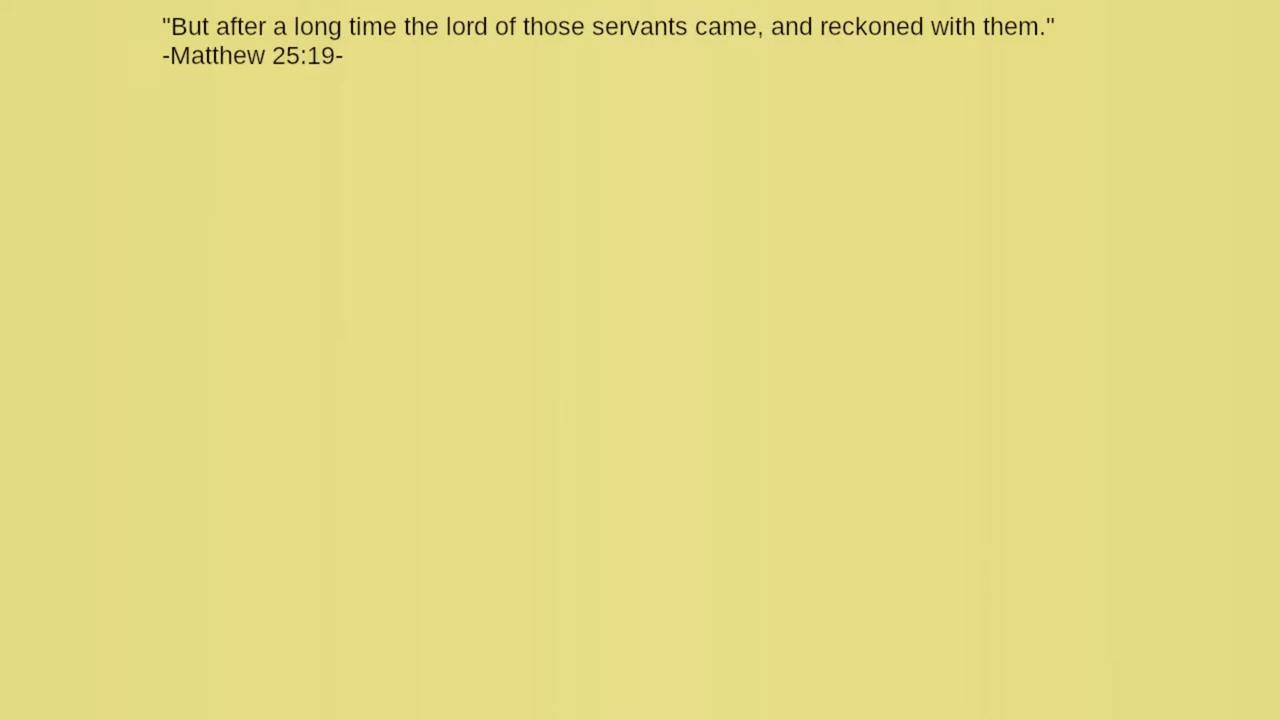 "But after a long time the lord of those servants came, and reckoned with them."
-Matthew 25:19-